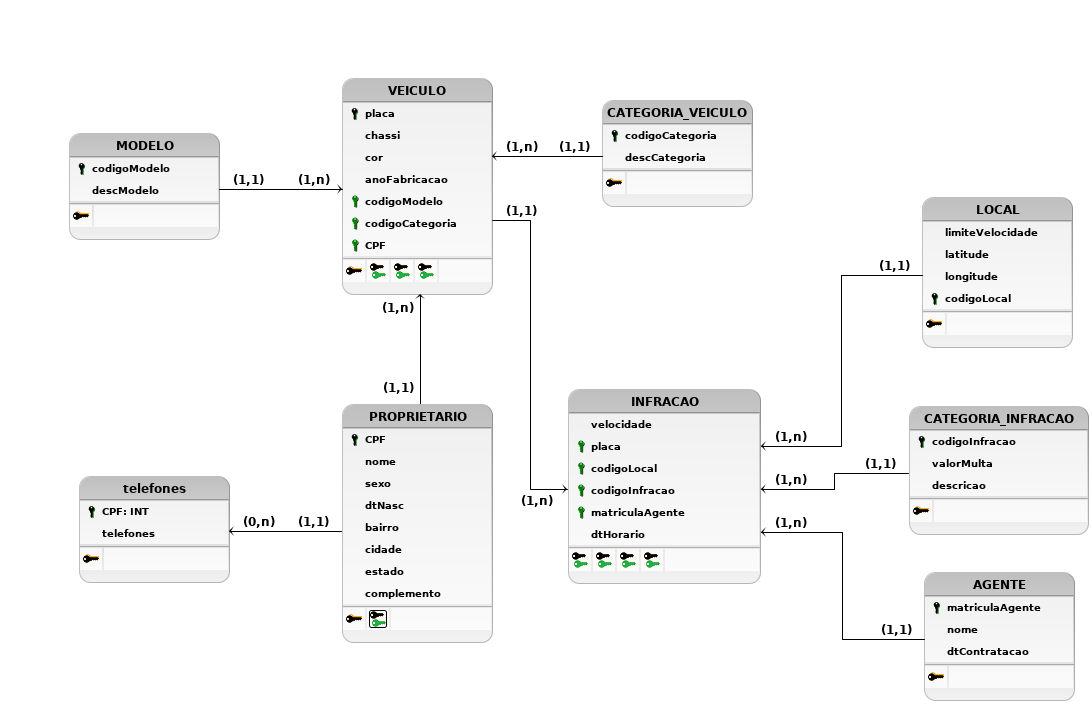 VEICULO
placa
chassi
cor
anoFabricacao
codigoModelo
codigoCategoria
CPF
(1,n)
(1,1)
CATEGORIA_VEICULO
codigoCategoria
descCategoria
MODELO
codigoModelo
descModelo
(1,1)
(1,n)
(1,1)
(1,n)
(1,1)
LOCAL
limiteVelocidade
latitude
longitude
codigoLocal
(1,1)
INFRACAO
velocidade
placa
codigoLocal
codigoInfracao
matriculaAgente
dtHorario
(1,n)
(1,n)
(1,n)
(1,n)
CATEGORIA_INFRACAO
codigoInfracao
valorMulta
descricao
(1,1)
PROPRIETARIO
CPF
nome
sexo
dtNasc
bairro
cidade
estado
complemento
telefones
CPF: INT
telefones
(0,n)
(1,1)
AGENTE
matriculaAgente
nome
dtContratacao
(1,1)